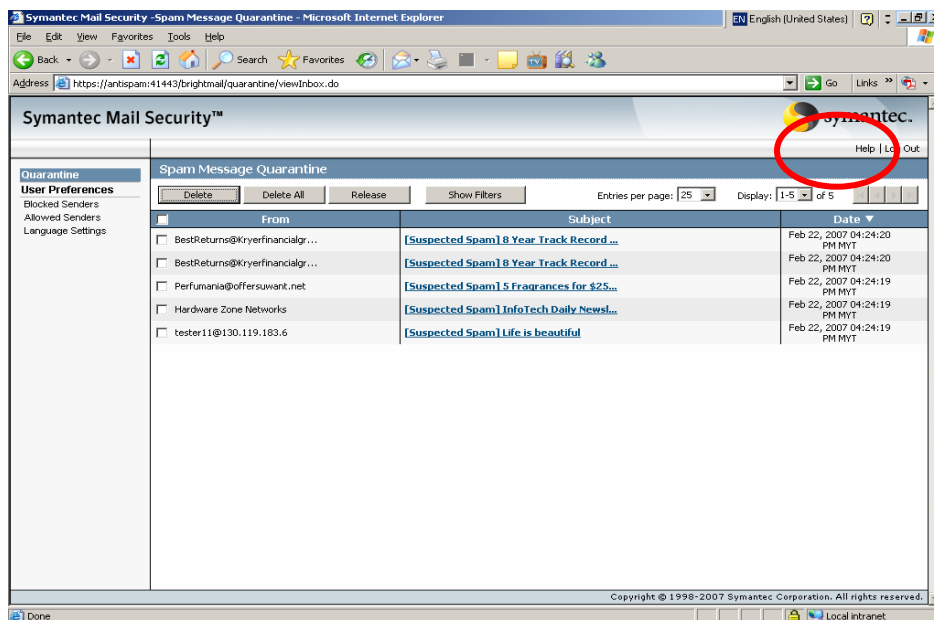 Symantec Mail Security -Spam Message Quarantine - Microsoft Internet Explorer
EN English (United States)
File Edit View Favorites Tools Help
Back Search Favorites
Address https://antispam:41443/brightmail/quarantine/viewInbox.do Go Links »
Symantec Mail Security™
symantec.
Help | Log Out
Quarantine
User Preferences
Blocked Senders
Allowed Senders
Language Settings
Spam Message Quarantine
Delete Delete All Release Show Filters Entries per page: 25 Display: 1-5 of 5
From Subject Date
BestReturns@Kryerfinancialgr... [Suspected Spam] 8 Year Track Record ... Feb 22, 2007 04:24:20
PM MYT
BestReturns@Kryerfinancialgr... [Suspected Spam] 8 Year Track Record ... Feb 22, 2007 04:24:20
PM MYT
Perfumania@offersuwant.net [Suspected Spam] 5 Fragrances for $25... Feb 22, 2007 04:24:19
PM MYT
Hardware Zone Networks [Suspected Spam] InfoTech Daily Newsl... Feb 22, 2007 04:24:19
PM MYT
tester11@130.119.183.6 [Suspected Spam] Life is beautiful Feb 22, 2007 04:24:19
PM MYT
Copyright © 1998-2007 Symantec Corporation. All rights reserved.
Done Local intranet